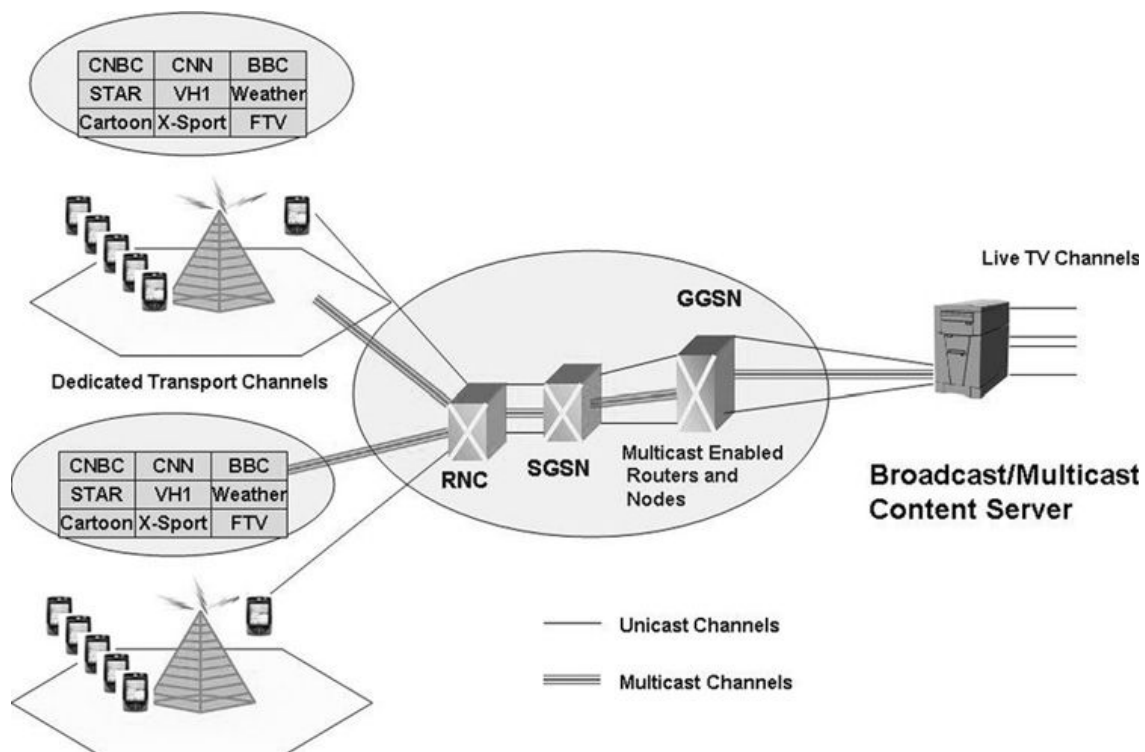 CNBC CNN BBC
STAR VH1 Weather
Cartoon X-Sport FTV
Live TV Channels
GGSN
Dedicated Transport Channels
RNC
SGSN
Multicast Enabled
Routers and
Nodes
Broadcast/Multicast
Content Server
CNBC CNN BBC
STAR VH1 Weather
Cartoon X-Sport FTV
Unicast Channels
Multicast Channels